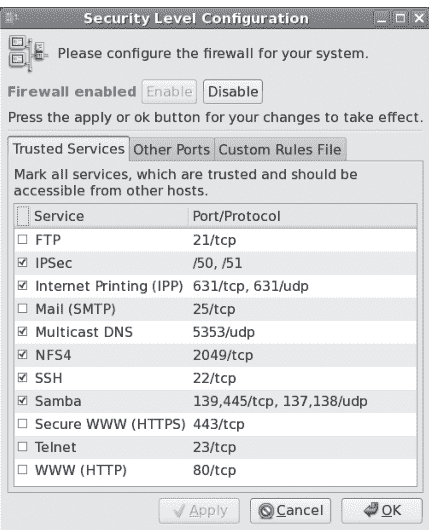 Security Level Configuration
Please configure the firewall for your system.
Firewall enabled Enable Disable
Press the apply or ok button for your changes to take effect.
Trusted Services Other Ports Custom Rules File
Mark all services, which are trusted and should be
accessible from other hosts.
Service Port/Protocol
FTP 21/tcp
IPSec /50, /51
Internet Printing (IPP) 631/tcp, 631/udp
Mail (SMTP) 25/tcp
Multicast DNS 5353/udp
NFS4 2049/tcp
SSH 22/tcp
Samba 139,445/tcp, 137,138/udp
Secure WWW (HTTPS) 443/tcp
Telnet 23/tcp
WWW (HTTP) 80/tcp
Apply Cancel OK